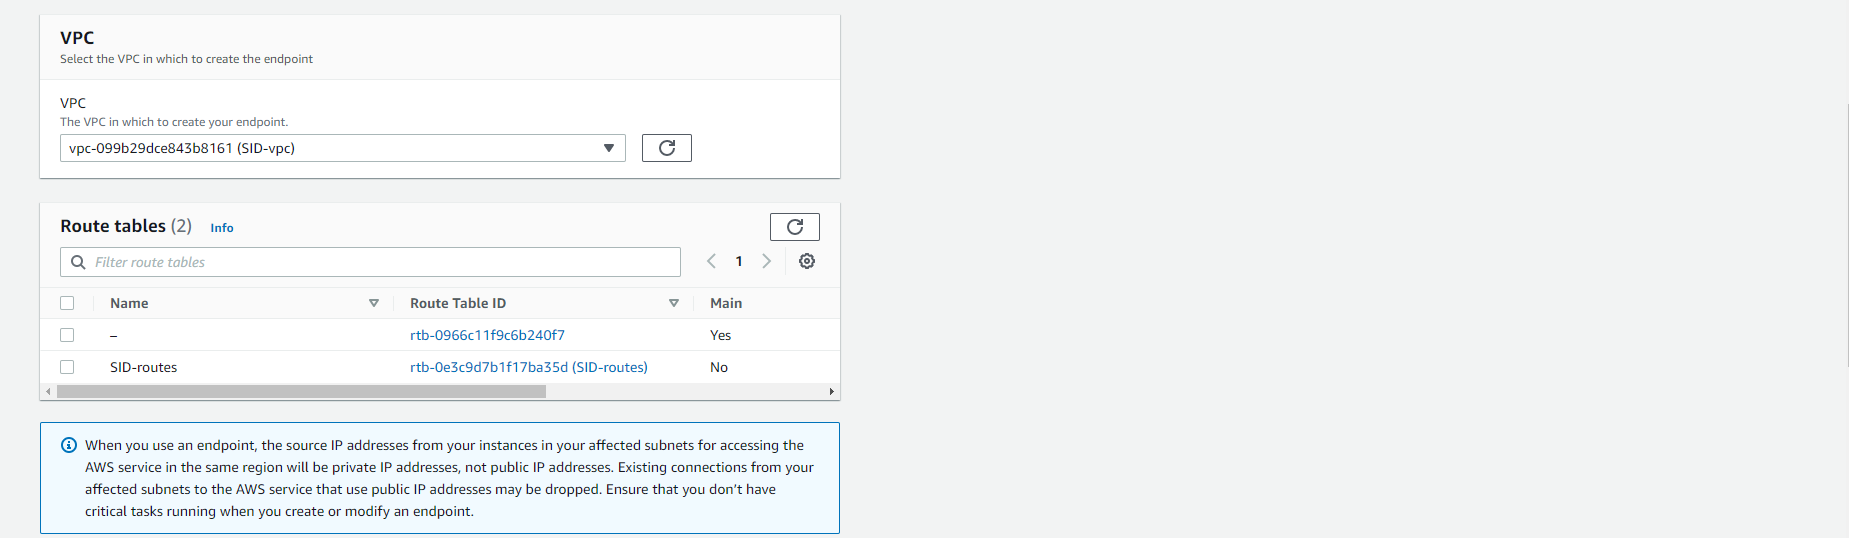 VPC
Select the VPC in which to create the endpoint
VPC
The VPC in which to create your endpoint.
vpc-099b29dce843b8161 (SID-vpc)
Route tables (2) Info
Filter route tables
1
Name Route Table ID Main
– rtb-0966c11f9c6b240f7 Yes
SID-routes rtb-0e3c9d7b1f17ba35d (SID-routes) No
When you use an endpoint, the source IP addresses from your instances in your affected subnets for accessing the
AWS service in the same region will be private IP addresses, not public IP addresses. Existing connections from your
affected subnets to the AWS service that use public IP addresses may be dropped. Ensure that you don’t have
critical tasks running when you create or modify an endpoint.